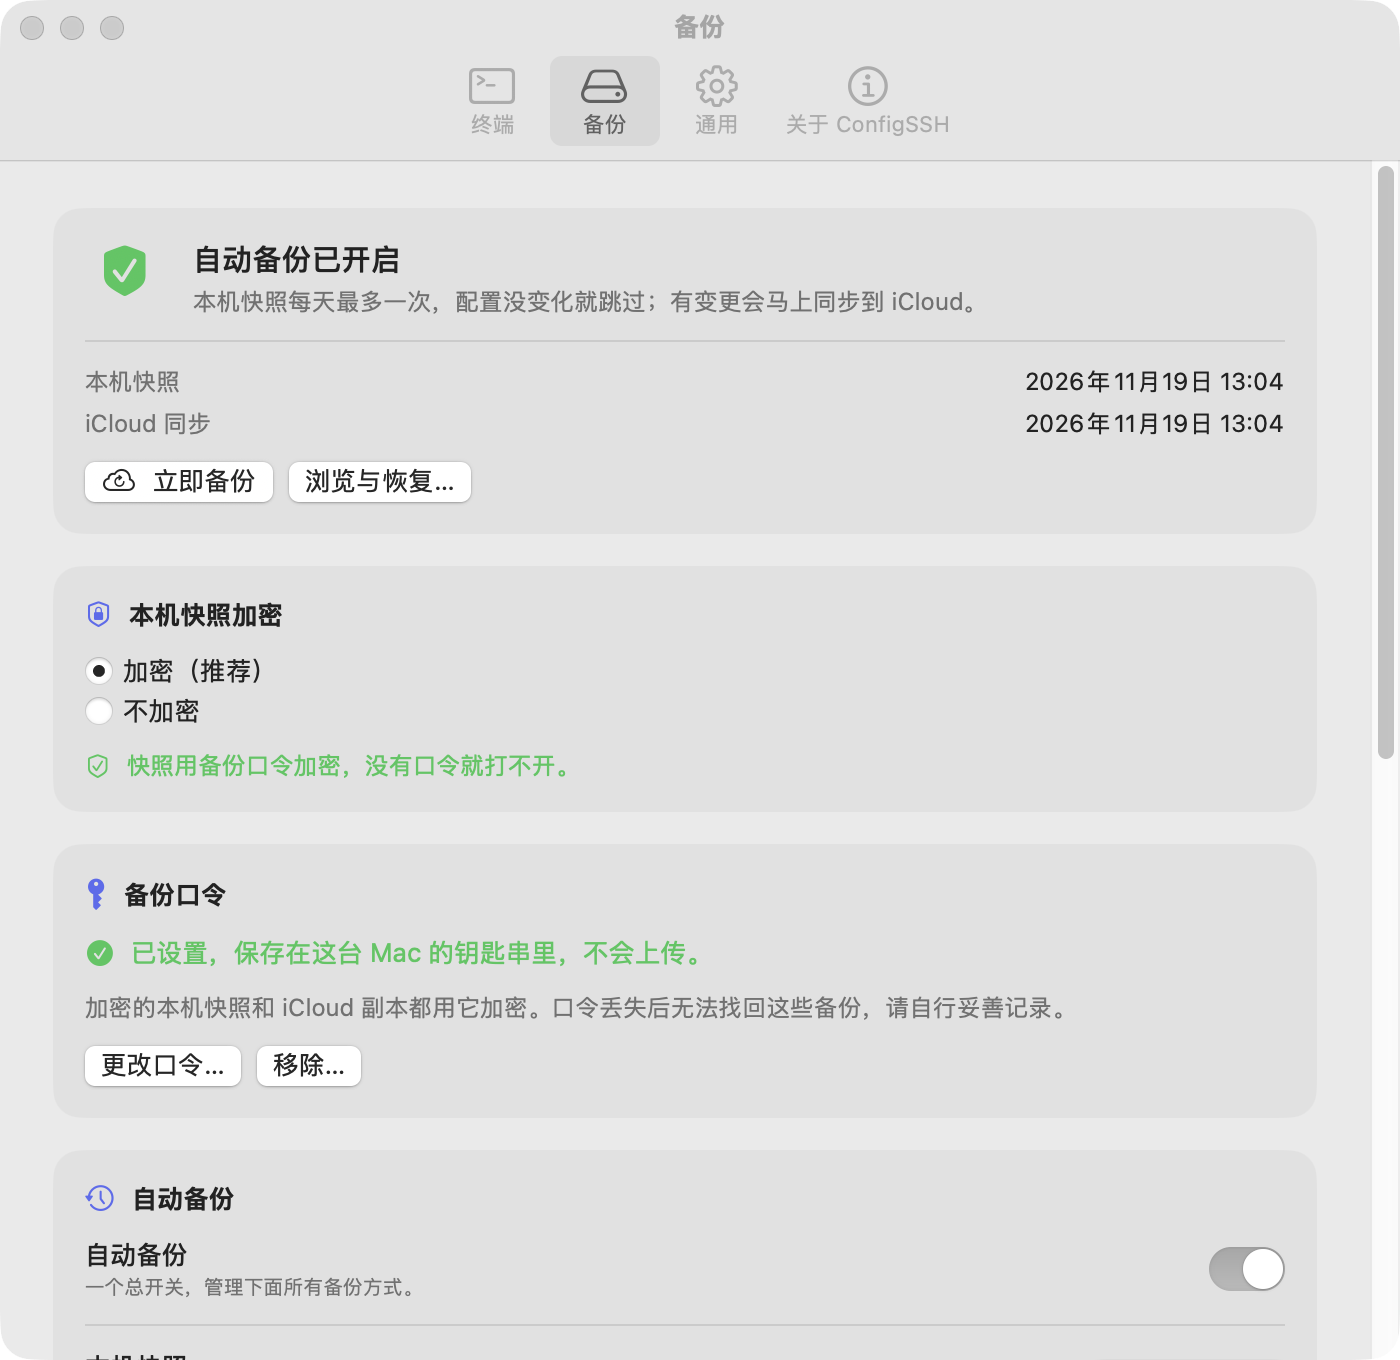 备份
终端
备份
通用
关于 ConfigSSH
自动备份已开启
本机快照每天最多一次，配置没变化就跳过；有变更会马上同步到 iCloud。
本机快照 2026年11月19日 13:04
iCloud 同步 2026年11月19日 13:04
立即备份 浏览与恢复...
本机快照加密
加密（推荐）
不加密
快照用备份口令加密，没有口令就打不开。
备份口令
已设置，保存在这台 Mac 的钥匙串里，不会上传。
加密的本机快照和 iCloud 副本都用它加密。口令丢失后无法找回这些备份，请自行妥善记录。
更改口令... 移除...
自动备份
自动备份
一个总开关，管理下面所有备份方式。